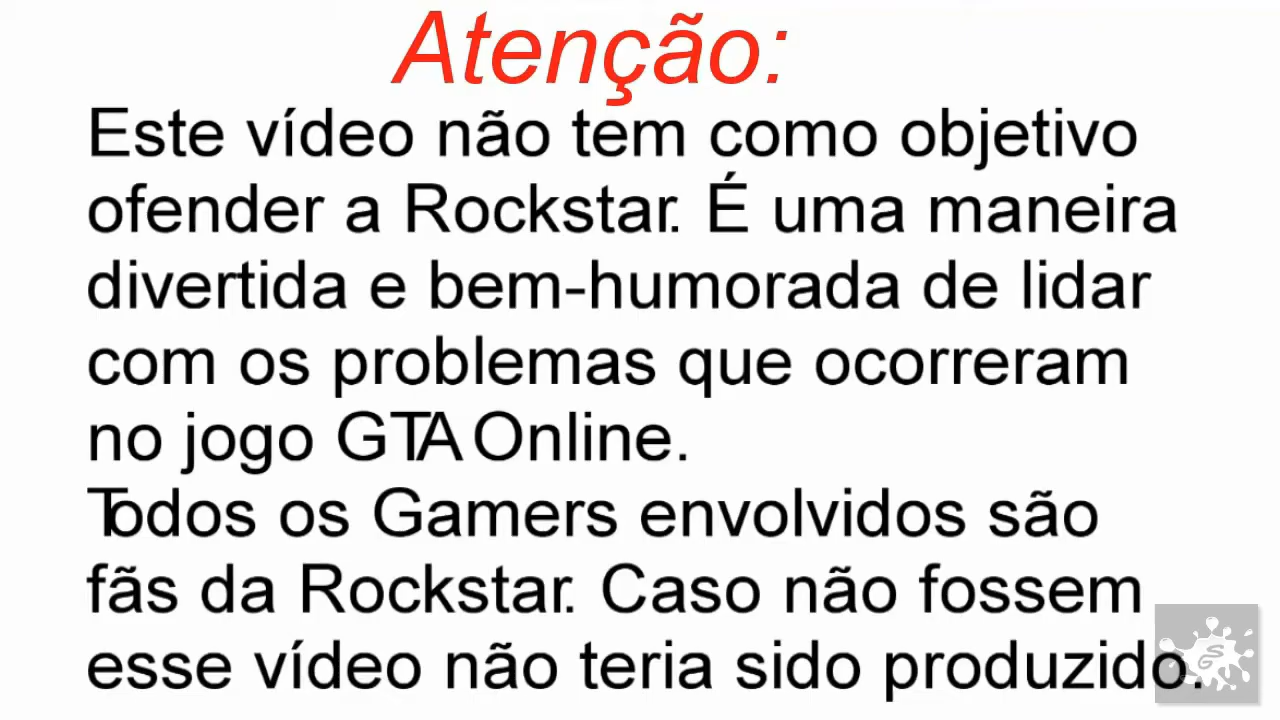 Atenção:
Este vídeo não tem como objetivo
ofender a Rockstar. É uma maneira
divertida e bem-humorada de lidar
com os problemas que ocorreram
no jogo GTA Online.
Todos os Gamers envolvidos são
fãs da Rockstar. Caso não fossem
esse vídeo não teria sido produzido.
SG